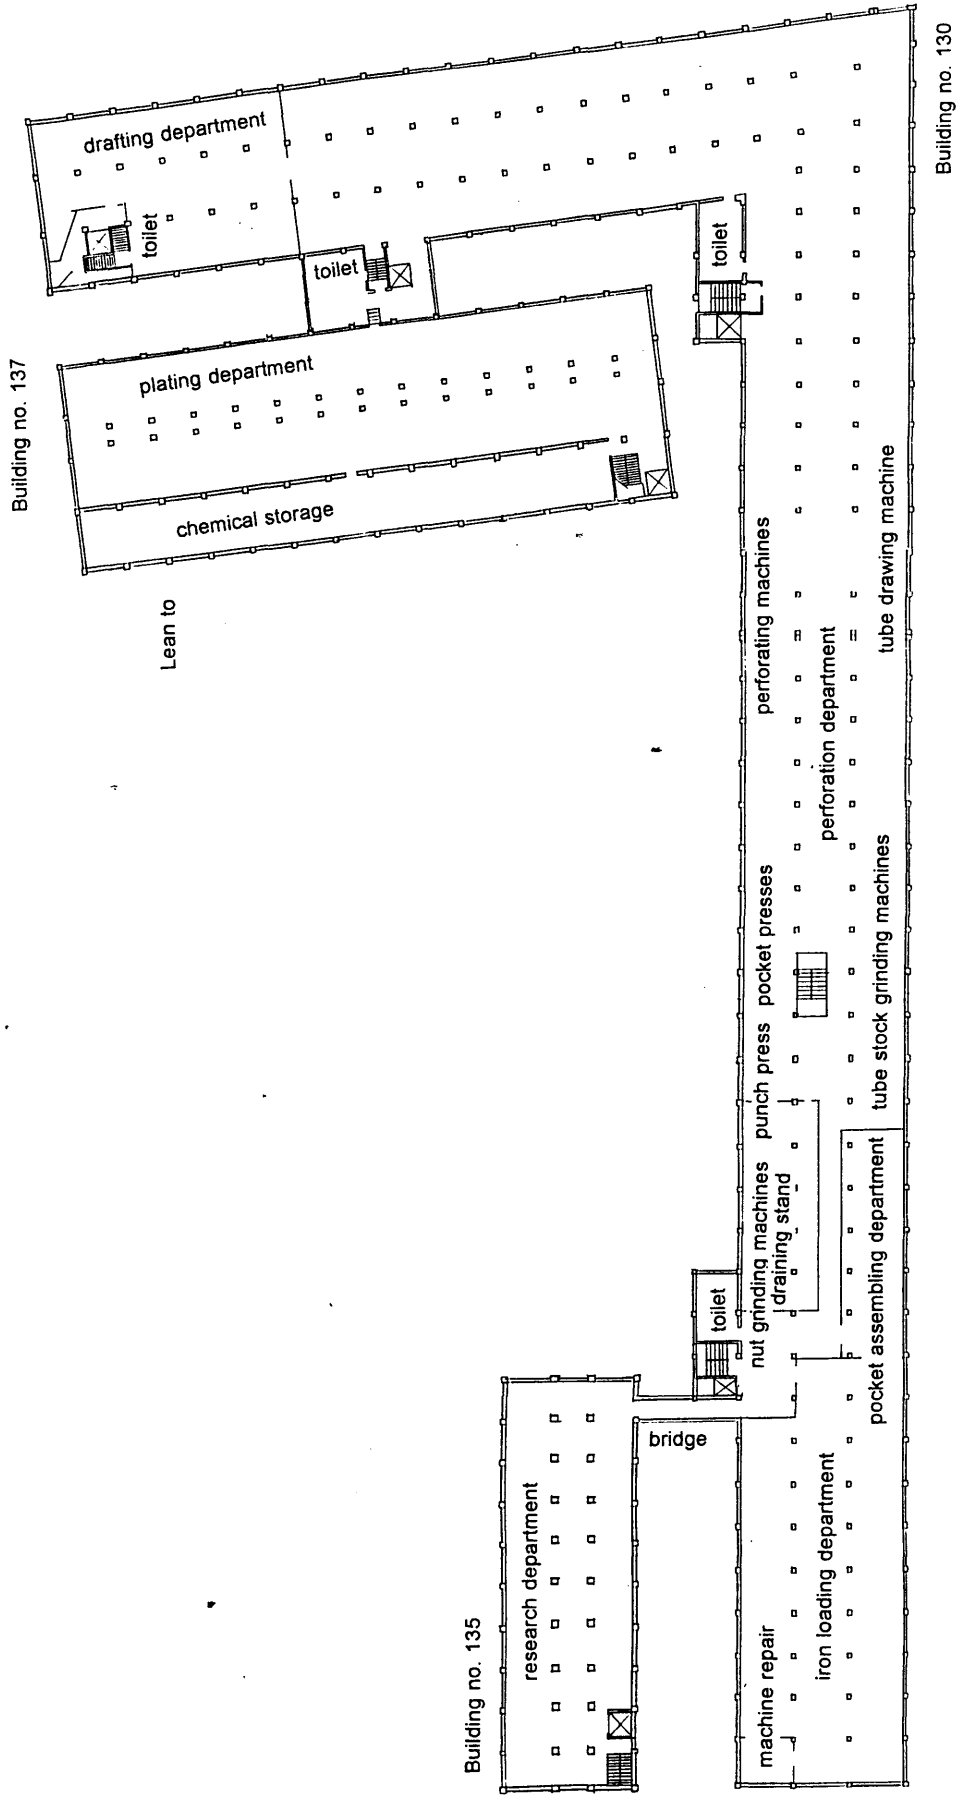 Building no. 130
drafting department
toilet
toilet
toilet
Building no. 137
plating department
chemical storage
Lean to
perforating machines
tube drawing machine
perforation department
pocket presses
tube stock grinding machines
punch press
nut grinding machines
draining stand
pocket assembling department
toilet
bridge
Building no. 135
research department
iron loading department
machine repair